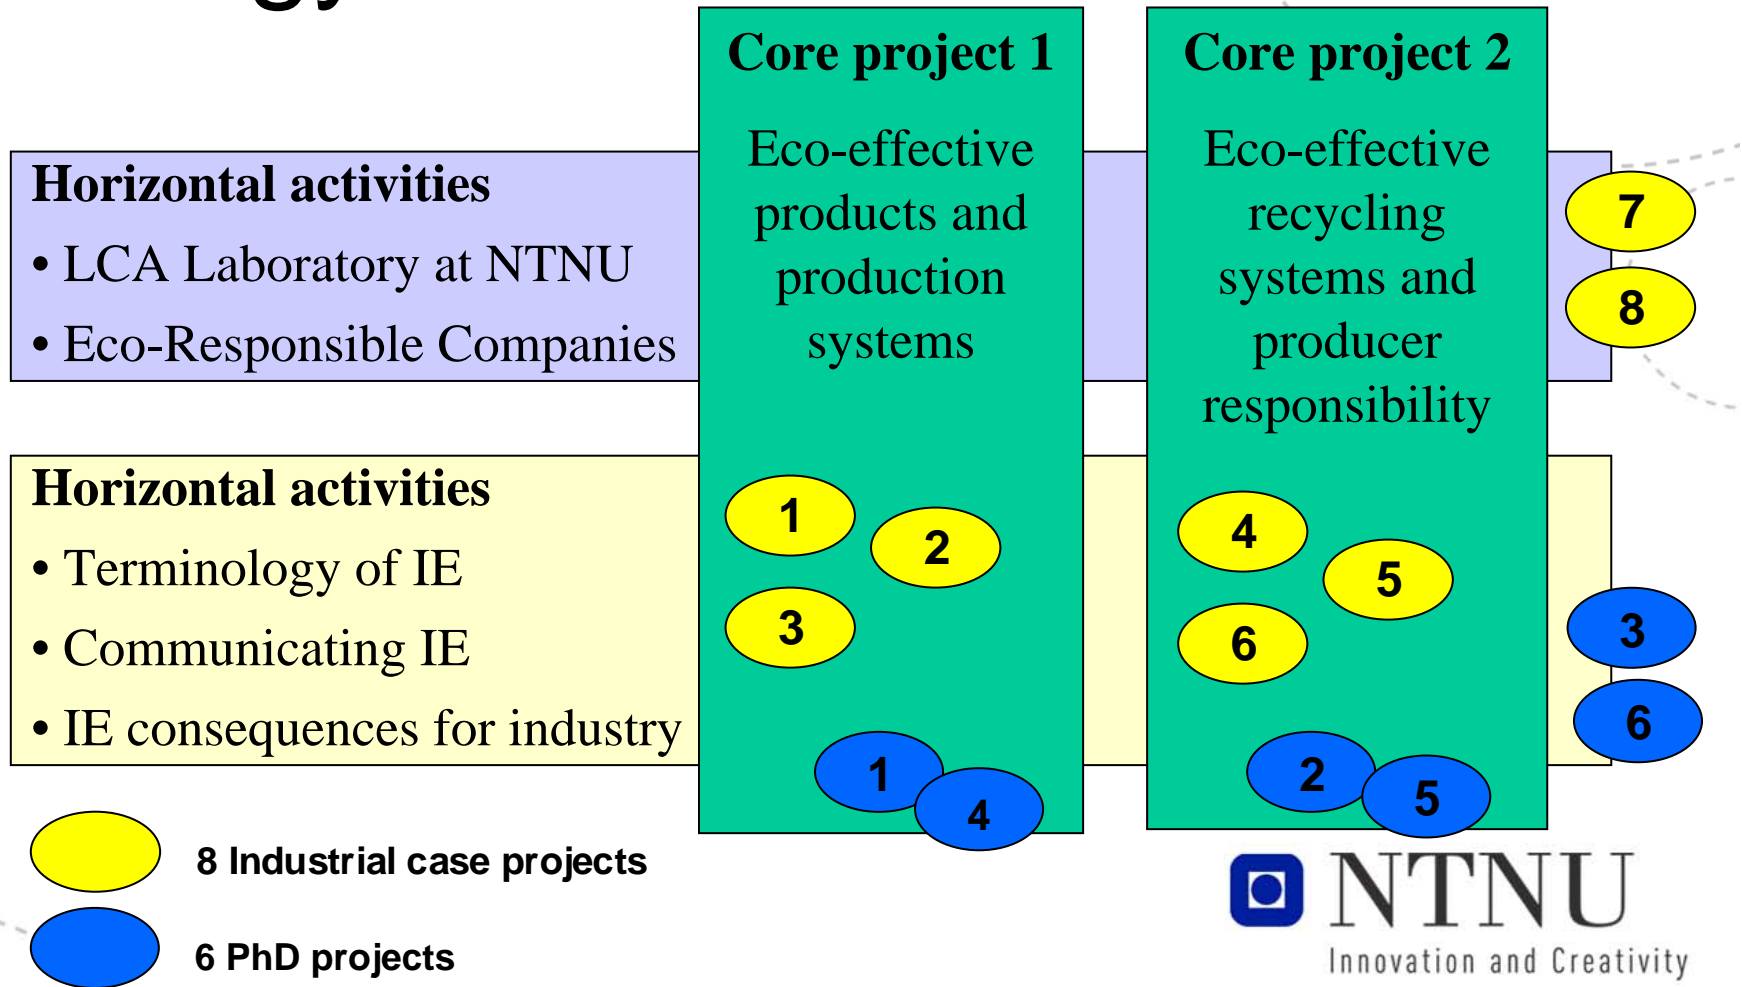 Core project 1
Eco-effective
products and
production
systems
Core project 2
Eco-effective
recycling
systems and
producer
responsibility
Horizontal activities
• LCA Laboratory at NTNU
• Eco-Responsible Companies
7
8
Horizontal activities
• Terminology of IE
• Communicating IE
• IE consequences for industry
1
2
3
4
5
6
3
6
1
4
2
5
8 Industrial case projects
6 PhD projects
NTNU
Innovation and Creativity